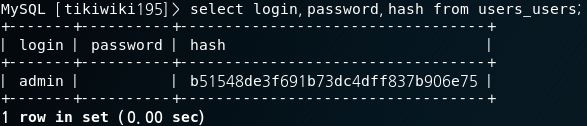 MySQL [tikiwiki195]> select login,password,hash from users_users;
+-------+----------+----------------------------------+
| login | password | hash                             |
+-------+----------+----------------------------------+
| admin |          | b51548de3f691b73dc4dff837b906e75 |
+-------+----------+----------------------------------+
1 row in set (0.00 sec)